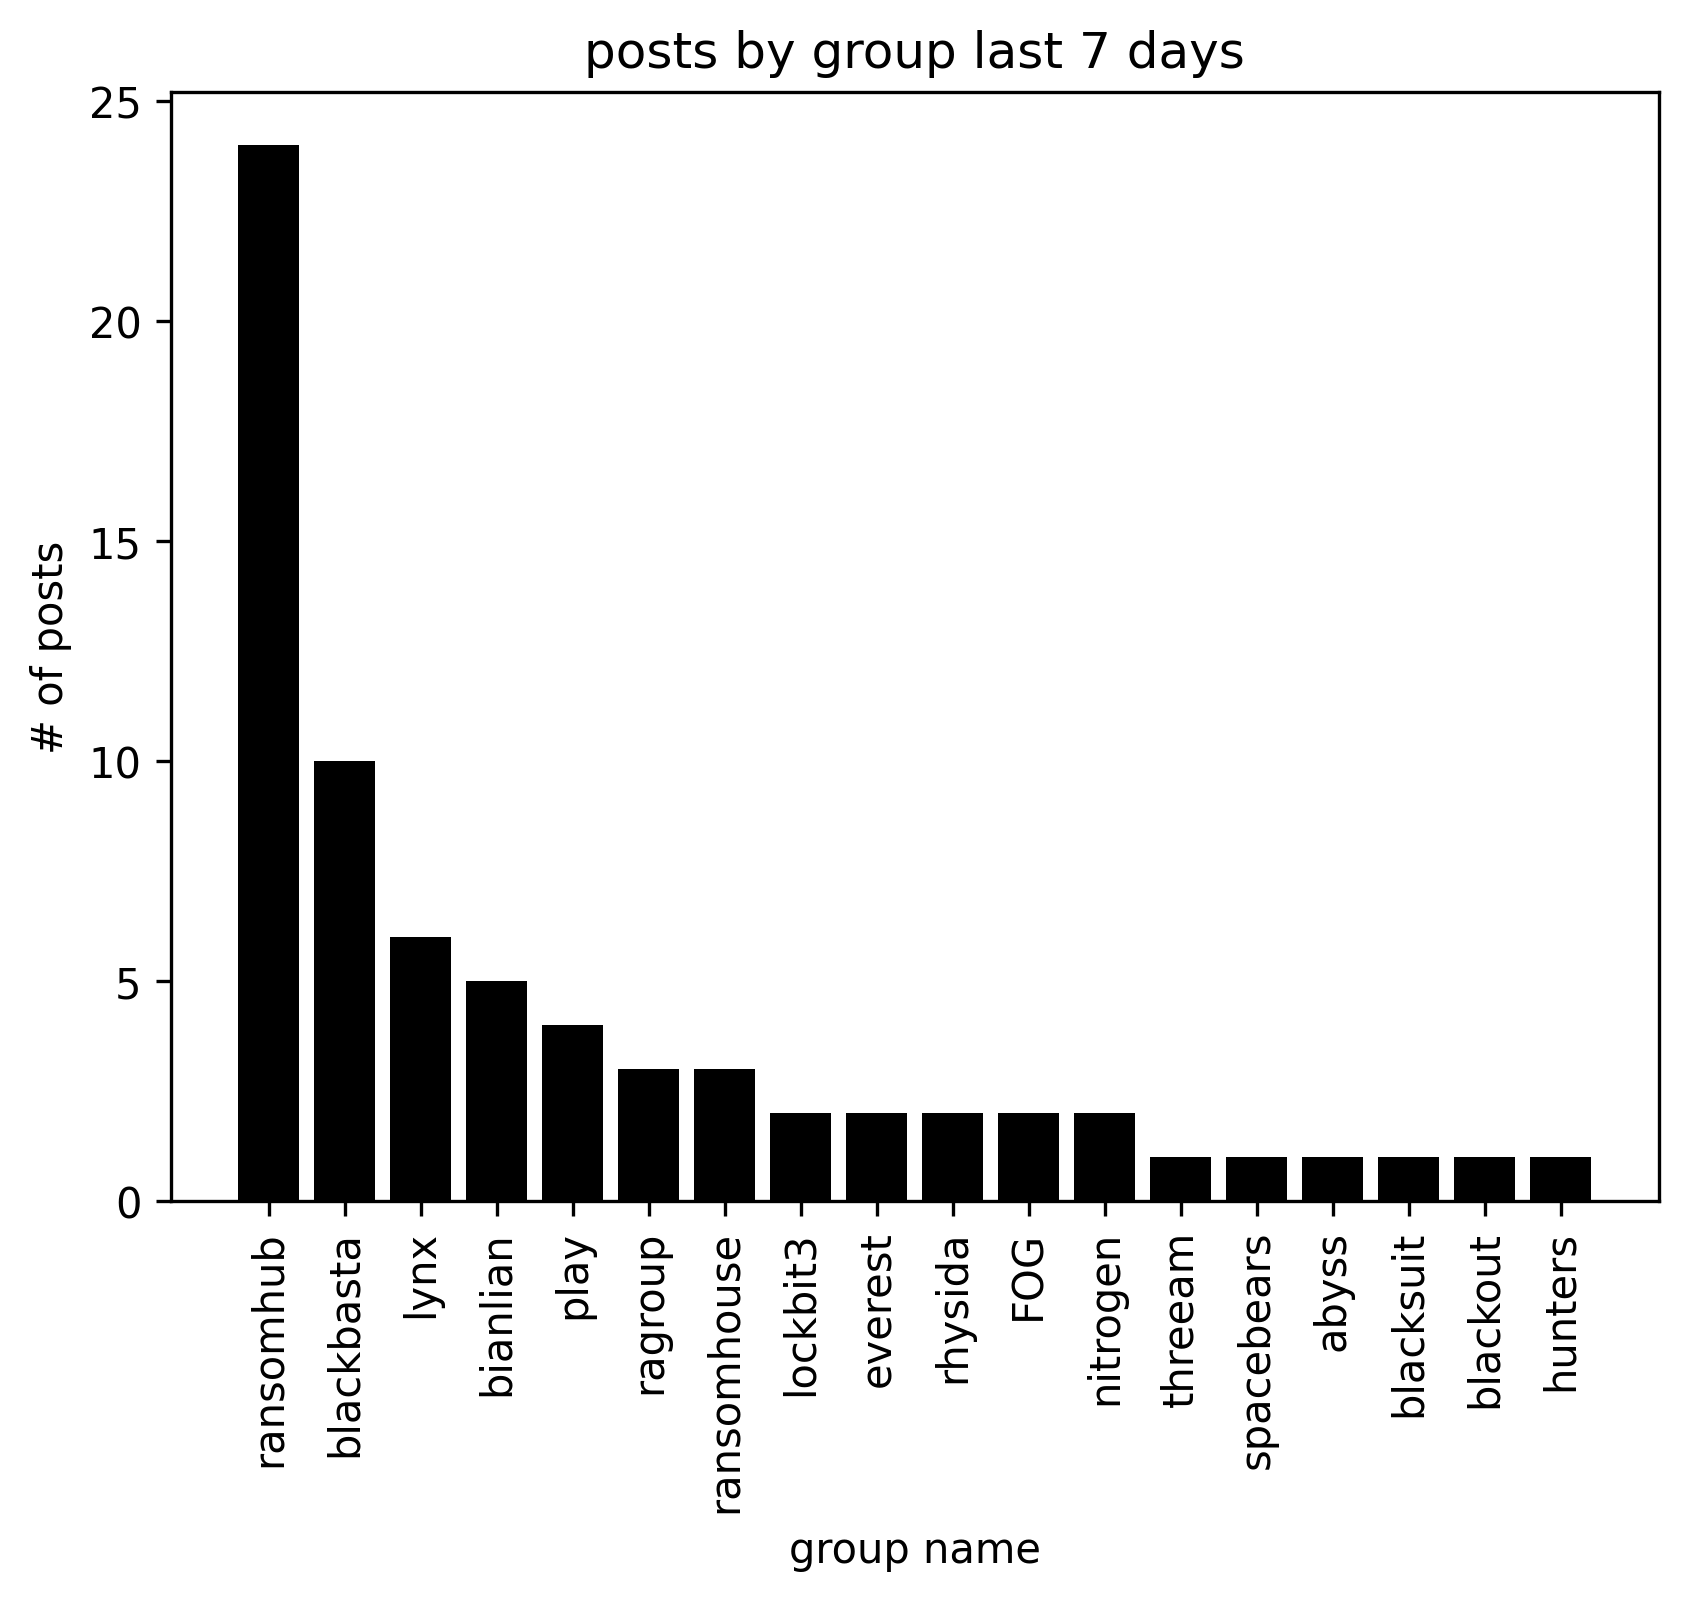 posts by group last 7 days
25
20
15
10
5
0
# of posts
ransomhub
blackbasta
lynx
bianlian
play
ragroup
ransomhouse
lockbit3
everest
rhysida
FOG
nitrogen
threeam
spacebears
abyss
blacksuit
blackout
hunters
group name